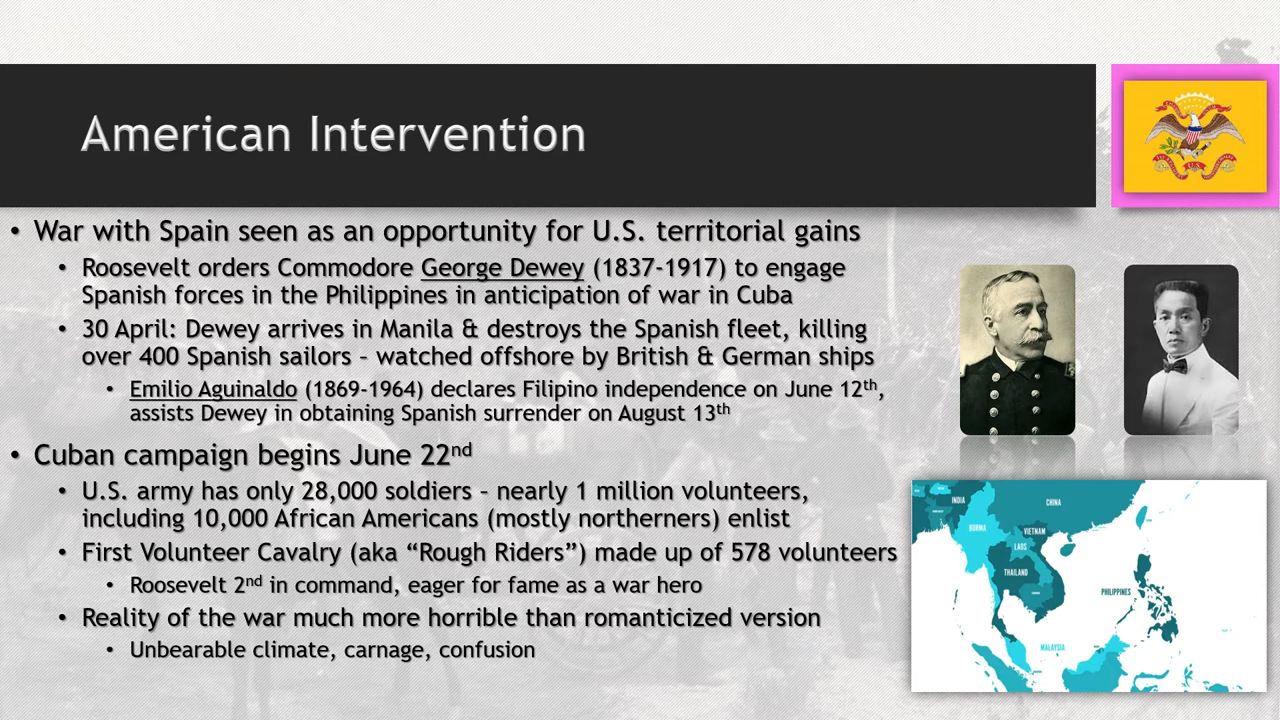 American Intervention
• War with Spain seen as an opportunity for U.S. territorial gains
• Roosevelt orders Commodore George Dewey (1837-1917) to engage
Spanish forces in the Philippines in anticipation of war in Cuba
• 30 April: Dewey arrives in Manila & destroys the Spanish fleet, killing
over 400 Spanish sailors – watched offshore by British & German ships
• Emilio Aguinaldo (1869-1964) declares Filipino independence on June 12th,
assists Dewey in obtaining Spanish surrender on August 13th
• Cuban campaign begins June 22nd
• U.S. army has only 28,000 soldiers – nearly 1 million volunteers,
including 10,000 African Americans (mostly northerners) enlist
• First Volunteer Cavalry (aka “Rough Riders”) made up of 578 volunteers
• Roosevelt 2nd in command, eager for fame as a war hero
• Reality of the war much more horrible than romanticized version
• Unbearable climate, carnage, confusion
U.S.
INDIA
CHINA
BURMA
VIETNAM
LAOS
THAILAND
PHILIPPINES
MALAYSIA